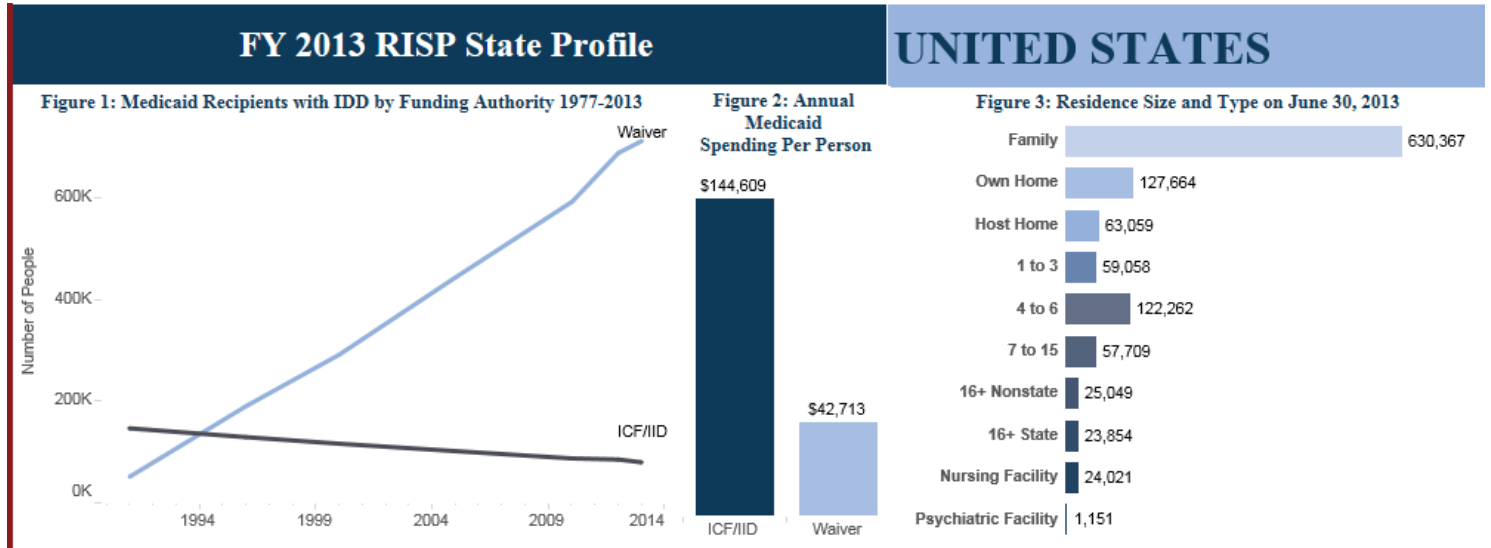 FY 2013 RISP State Profile
UNITED STATES
Figure 1: Medicaid Recipients with IDD by Funding Authority 1977-2013
Waiver
600K
400K
200K
0K
Number of People
ICF/IID
1994
1999
2004
2009
2014
Figure 2: Annual
Medicaid
Spending Per Person
$144,609
$42,713
ICF/IID
Waiver
Figure 3: Residence Size and Type on June 30, 2013
Family 630,367
Own Home 127,664
Host Home 63,059
1 to 3 59,058
4 to 6 122,262
7 to 15 57,709
16+ Nonstate 25,049
16+ State 23,854
Nursing Facility 24,021
Psychiatric Facility 1,151